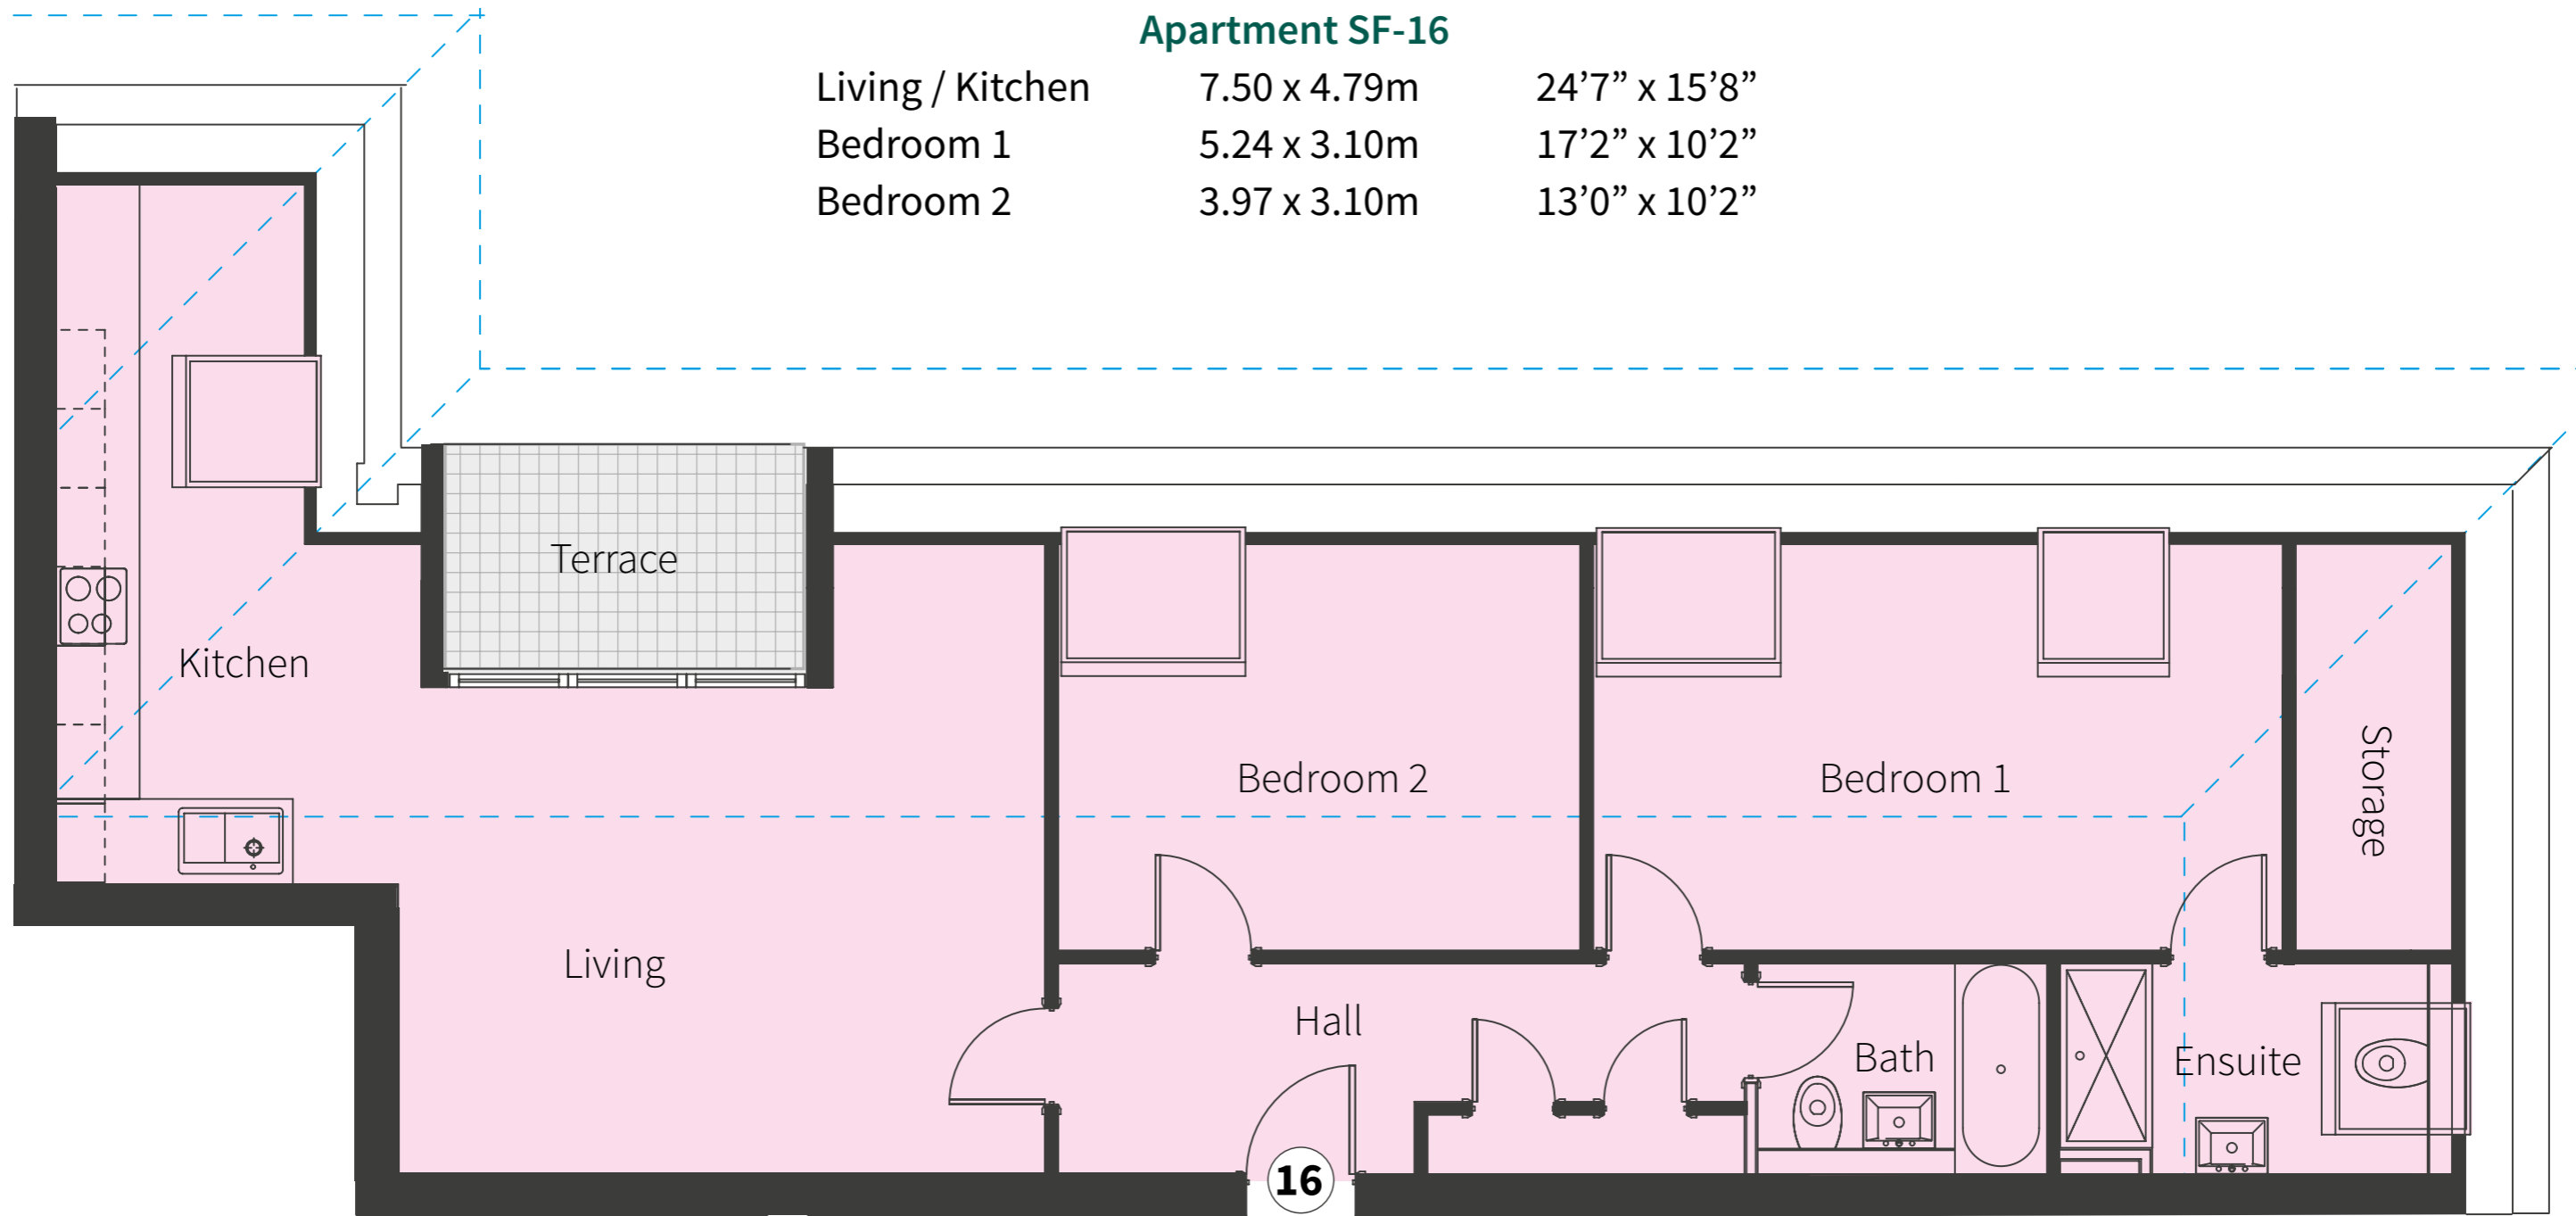 Apartment SF-16
Living / Kitchen 7.50 x 4.79m 24’7” x 15’8”
Bedroom 1 5.24 x 3.10m 17’2” x 10’2”
Bedroom 2 3.97 x 3.10m 13’0” x 10’2”
Terrace
Kitchen
Bedroom 2
Bedroom 1
Storage
Living
Hall
Bath
Ensuite
16